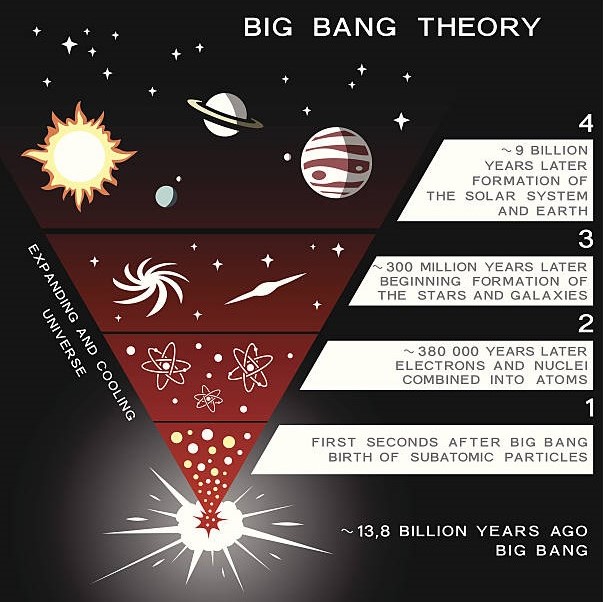 BIG BANG THEORY
4
~ 9 BILLION
YEARS LATER
FORMATION OF
THE SOLAR SYSTEM
AND EARTH
3
~ 300 MILLION YEARS LATER
BEGINNING FORMATION OF
THE STARS AND GALAXIES
2
~ 380 000 YEARS LATER
ELECTRONS AND NUCLEI
COMBINED INTO ATOMS
1
FIRST SECONDS AFTER BIG BANG
BIRTH OF SUBATOMIC PARTICLES
~ 13,8 BILLION YEARS AGO
BIG BANG
EXPANDING AND COOLING
UNIVERSE